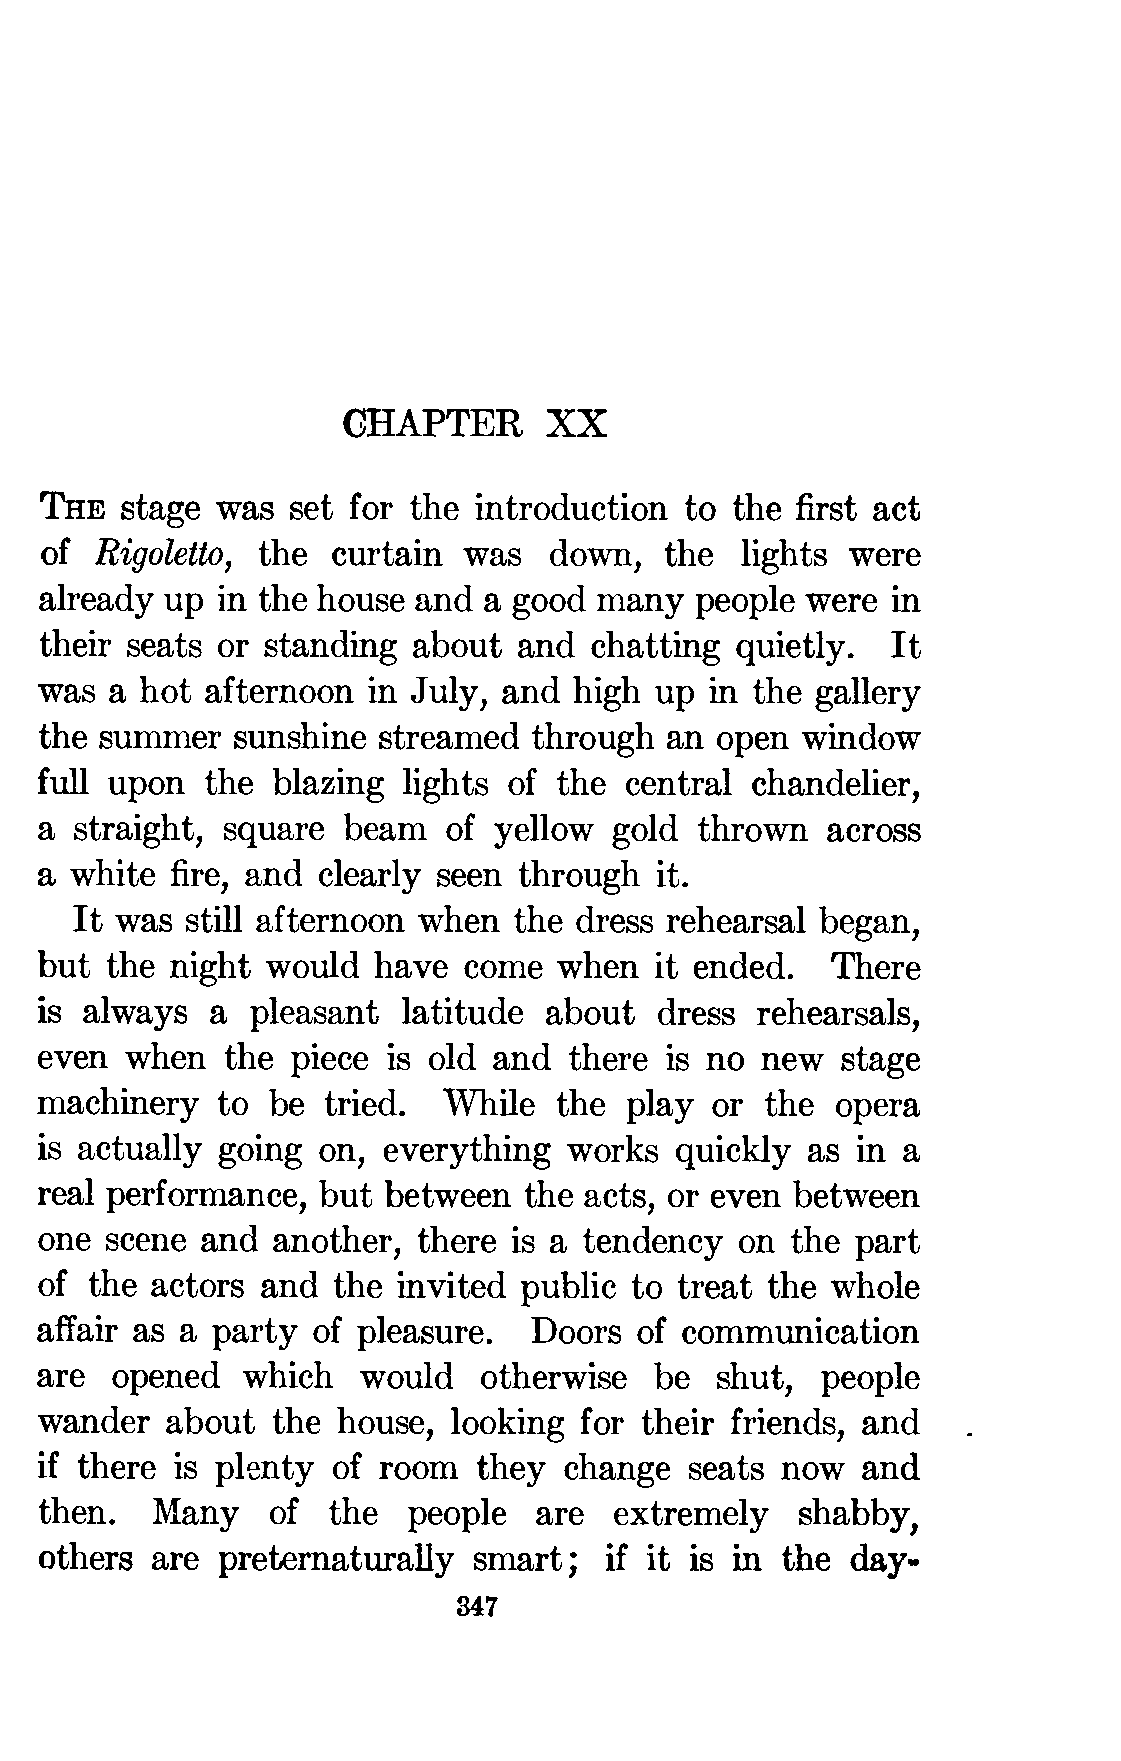 CHAPTER XX
THE stage was set for the introduction to the first act
of Rigoletto, the curtain was down, the lights were
already up in the house and a good many people were in
their seats or standing about and chatting quietly. It
was a hot afternoon in July, and high up in the gallery
the summer sunshine streamed through an open window
full upon the blazing lights of the central chandelier,
a straight, square beam of yellow gold thrown across
a white fire, and clearly seen through it.
It was still afternoon when the dress rehearsal began,
but the night would have come when it ended. There
is always a pleasant latitude about dress rehearsals,
even when the piece is old and there is no new stage
machinery to be tried. While the play or the opera
is actually going on, everything works quickly as in a
real performance, but between the acts, or even between
one scene and another, there is a tendency on the part
of the actors and the invited public to treat the whole
affair as a party of pleasure. Doors of communication
are opened which would otherwise be shut, people
wander about the house, looking for their friends, and
if there is plenty of room they change seats now and
then. Many of the people are extremely shabby,
others are preternaturally smart; if it is in the day-
347